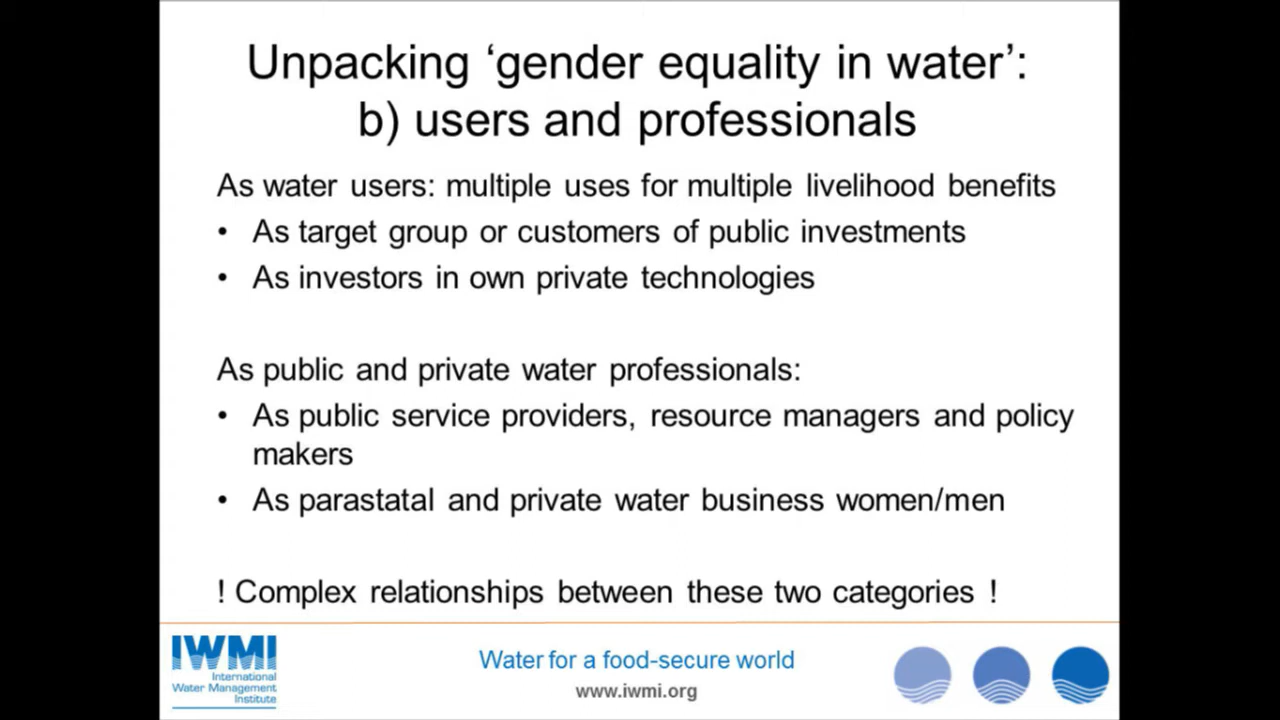 Unpacking ‘gender equality in water’:
b) users and professionals
As water users: multiple uses for multiple livelihood benefits
• As target group or customers of public investments
• As investors in own private technologies
As public and private water professionals:
• As public service providers, resource managers and policy
makers
• As parastatal and private water business women/men
! Complex relationships between these two categories !
IWMI
International
Water Management
Institute
Water for a food-secure world
www.iwmi.org